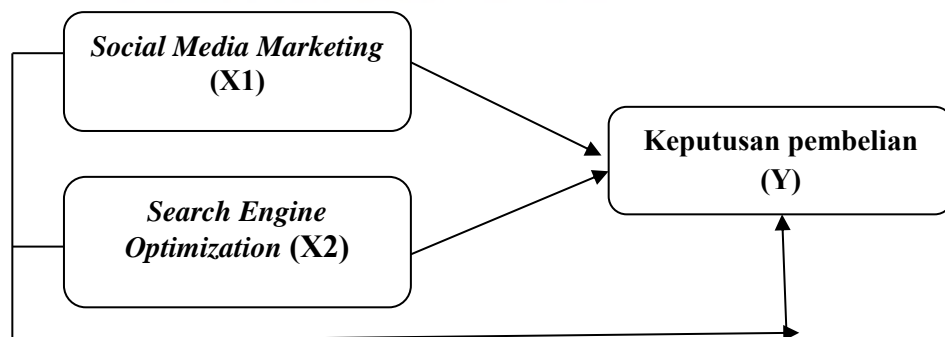 Social Media Marketing
(X1)
Keputusan pembelian
(Y)
Search Engine
Optimization (X2)